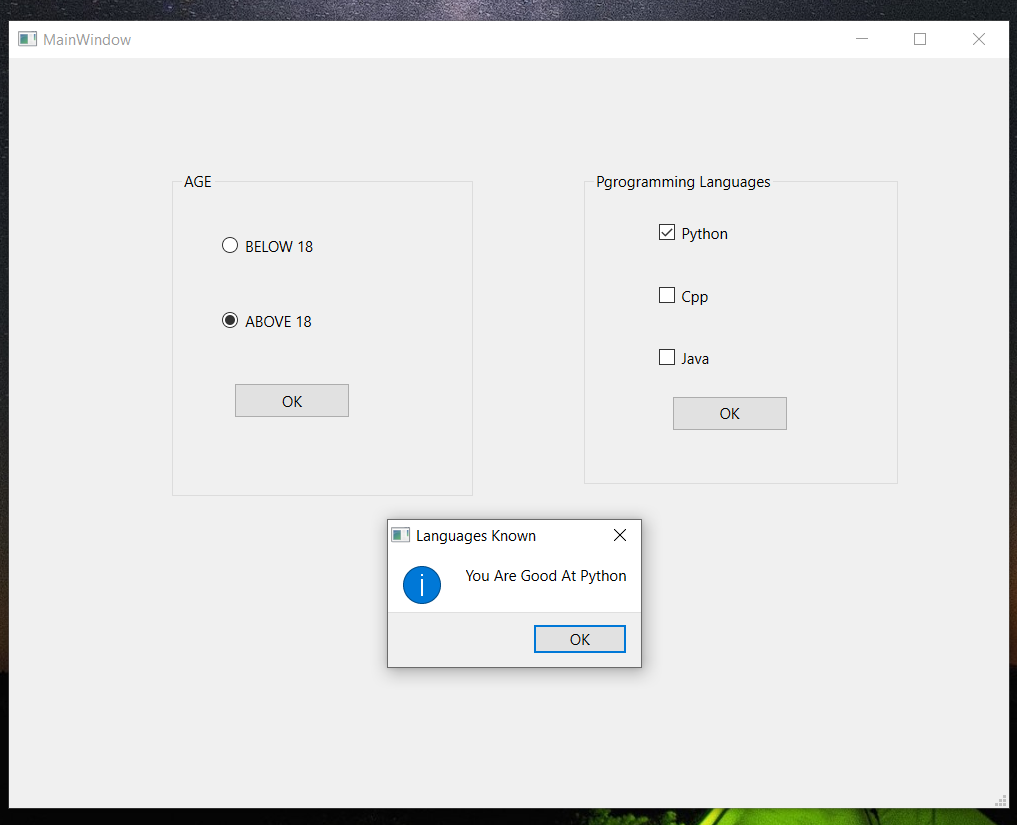 MainWindow
AGE
BELOW 18
ABOVE 18
OK
Pgrogramming Languages
Python
Cpp
Java
OK
Languages Known
You Are Good At Python
OK